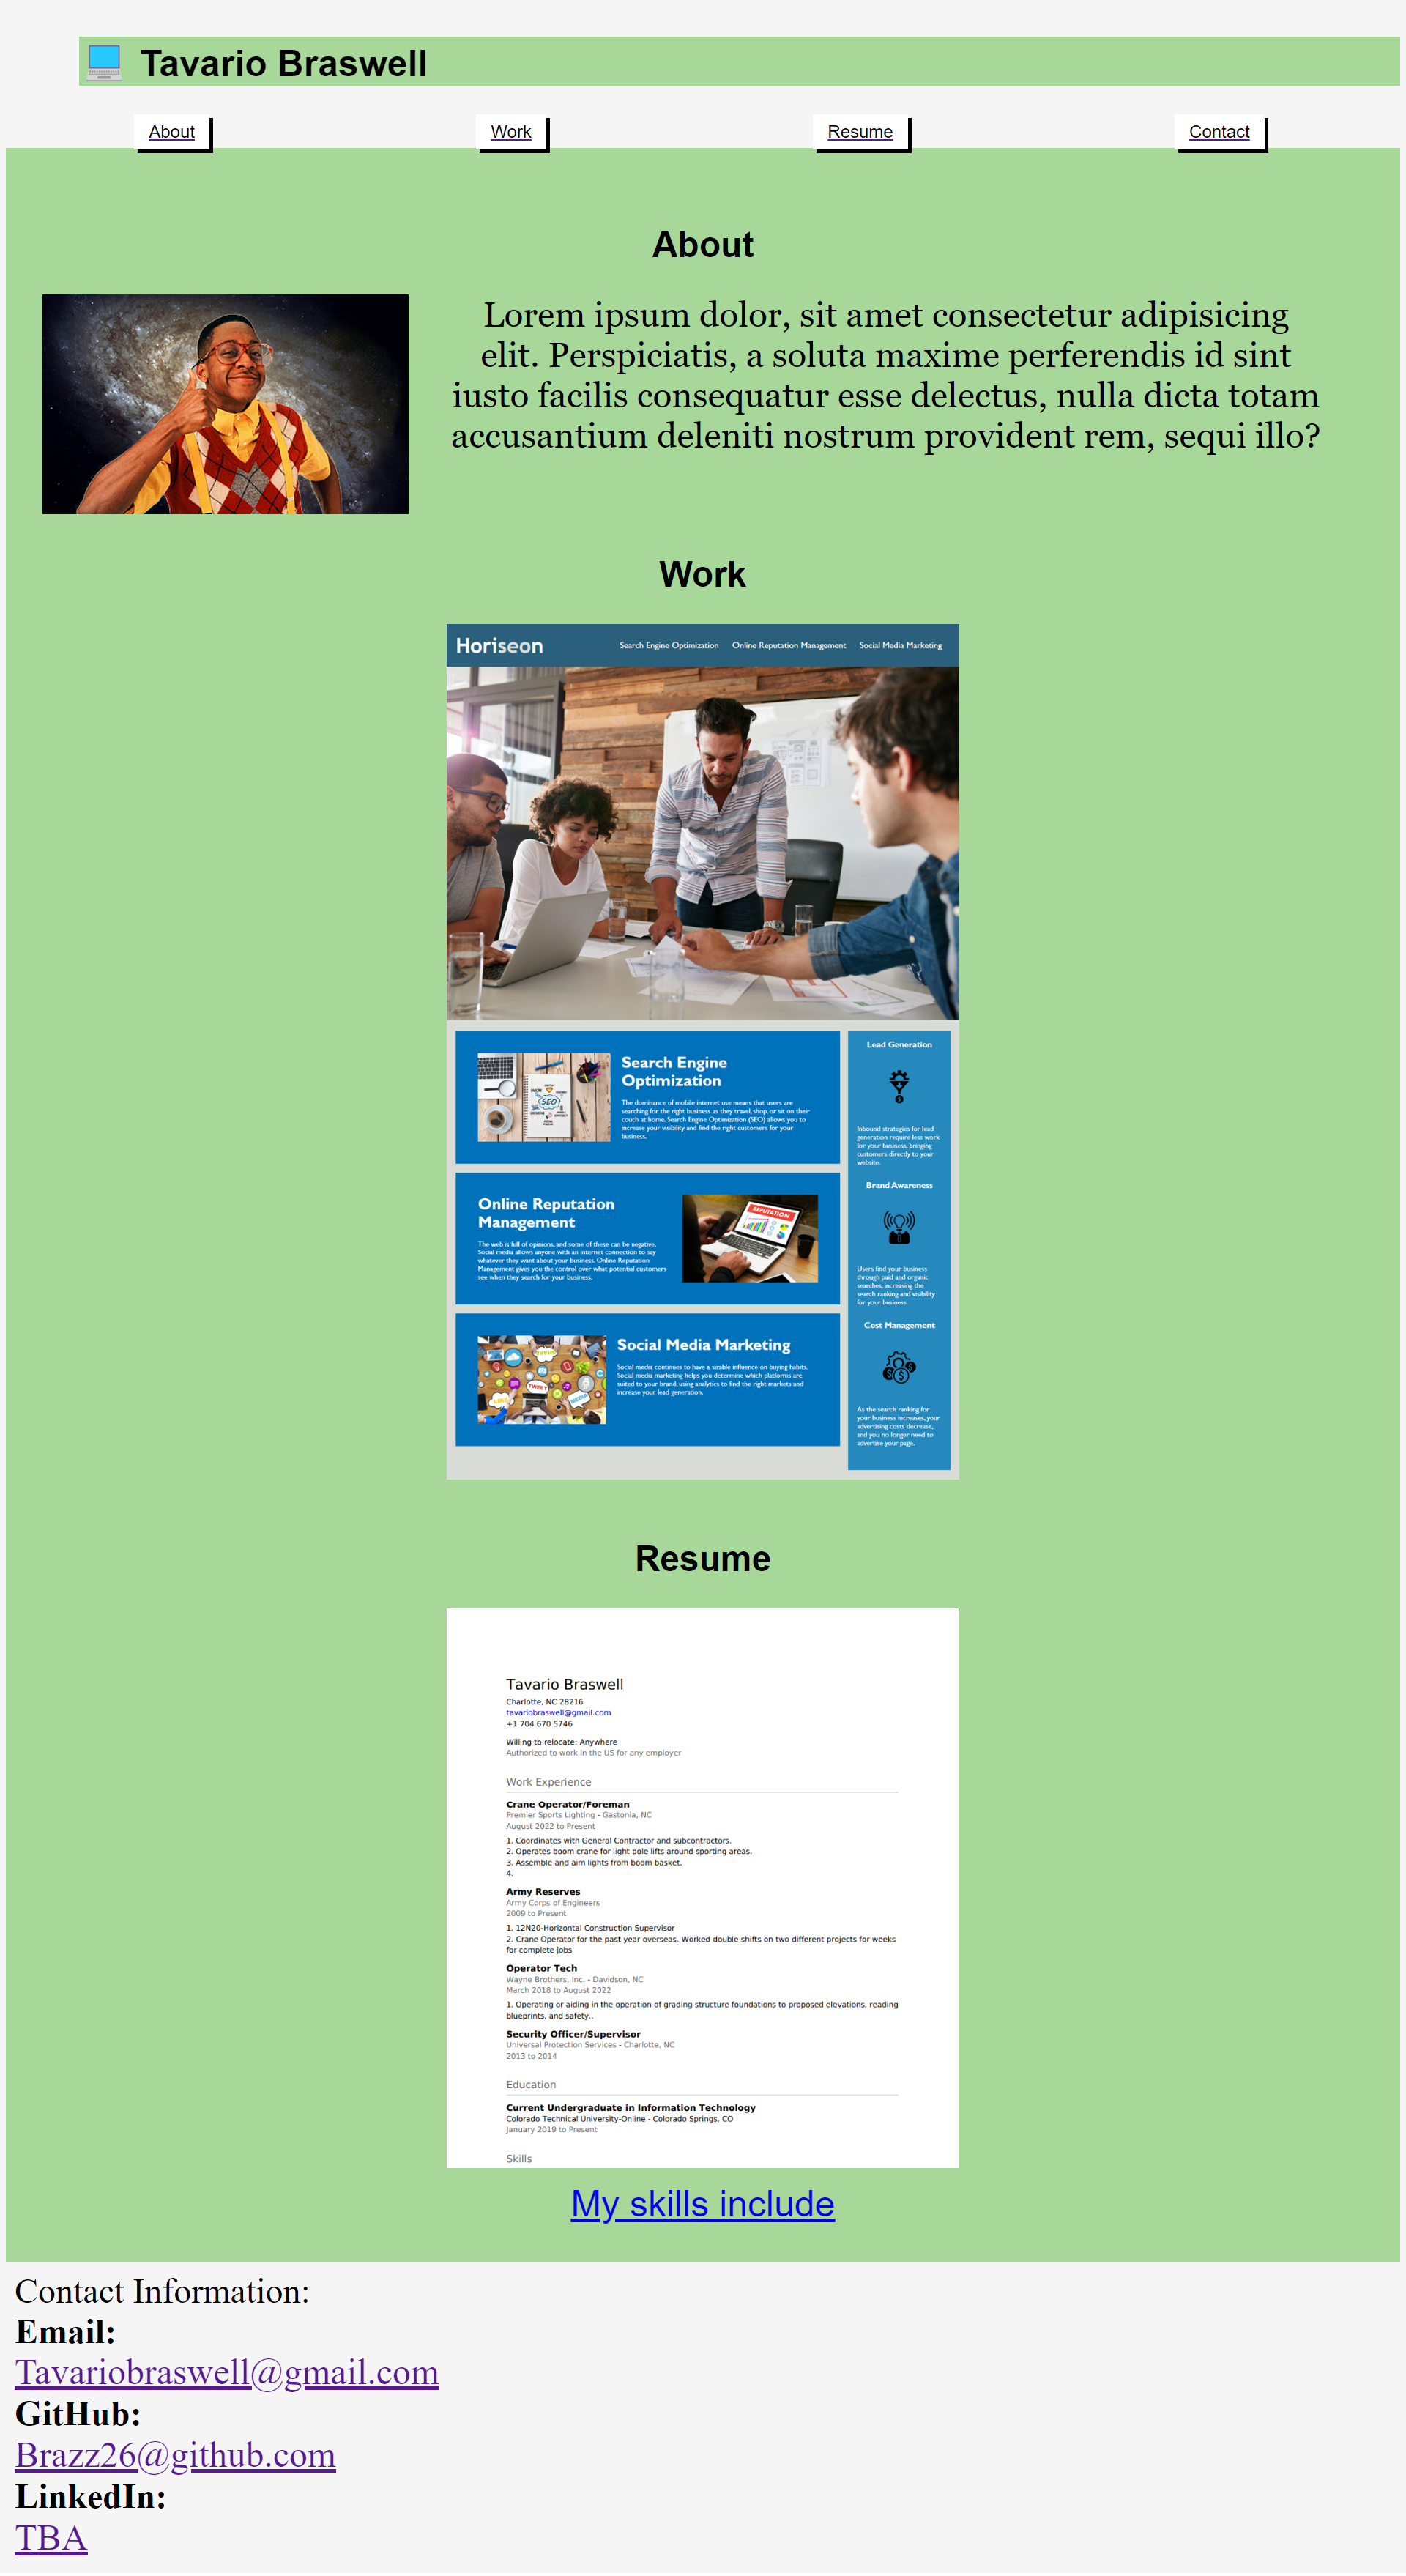 Tavario Braswell
About
Work
Resume
Contact
About
Lorem ipsum dolor, sit amet consectetur adipisicing
elit. Perspiciatis, a soluta maxime perferendis id sint
iusto facilis consequatur esse delectus, nulla dicta totam
accusantium deleniti nostrum provident rem, sequi illo?
Work
Horiseon
Search Engine Optimization
Online Reputation Management
Social Media Marketing
Search Engine
Optimization
The dominance of mobile internet use means that users are
searching for the right business as they travel, shop, or sit on their
couch at home. Search Engine Optimization (SEO) allows you to
increase your visibility and find the right customers for your
business.
SEO
Online Reputation
Management
The web is full of opinions, and some of these can be negative.
Social media allows anyone with an internet connection to say
whatever they want about your business. Online Reputation
Management gives you the control over what potential customers
see when they search for your business.
REPUTATION
Social Media Marketing
Social media continues to have a sizable influence on buying habits.
Social media marketing helps you determine which platforms are
suited to your brand, using analytics to find the right markets and
increase your lead generation.
TWEET
LIKE
MEDIA
Lead Generation
Inbound strategies for lead
generation require less work
for your business, bringing
customers directly to your
website.
Brand Awareness
Users find your business
through paid and organic
searches, increasing the
search ranking and visibility
for your business.
Cost Management
As the search ranking for
your business increases, your
advertising costs decrease,
and you no longer need to
advertise your page.
Resume
Tavario Braswell
Charlotte, NC 28216
tavariobraswell@gmail.com
+1 704 670 5746
Willing to relocate: Anywhere
Authorized to work in the US for any employer
Work Experience
Crane Operator/Foreman
Premier Sports Lighting - Gastonia, NC
August 2022 to Present
1. Coordinates with General Contractor and subcontractors.
2. Operates boom crane for light pole lifts around sporting areas.
3. Assemble and aim lights from boom basket.
4.
Army Reserves
Army Corps of Engineers
2009 to Present
1. 12N20-Horizontal Construction Supervisor
2. Crane Operator for the past year overseas. Worked double shifts on two different projects for weeks
for complete jobs
Operator Tech
Wayne Brothers, Inc. - Davidson, NC
March 2018 to August 2022
1. Operating or aiding in the operation of grading structure foundations to proposed elevations, reading
blueprints, and safety..
Security Officer/Supervisor
Universal Protection Services - Charlotte, NC
2013 to 2014
Education
Current Undergraduate in Information Technology
Colorado Technical University-Online - Colorado Springs, CO
January 2019 to Present
Skills
My skills include
Contact Information:
Email:
Tavariobraswell@gmail.com
GitHub:
Brazz26@github.com
LinkedIn:
TBA